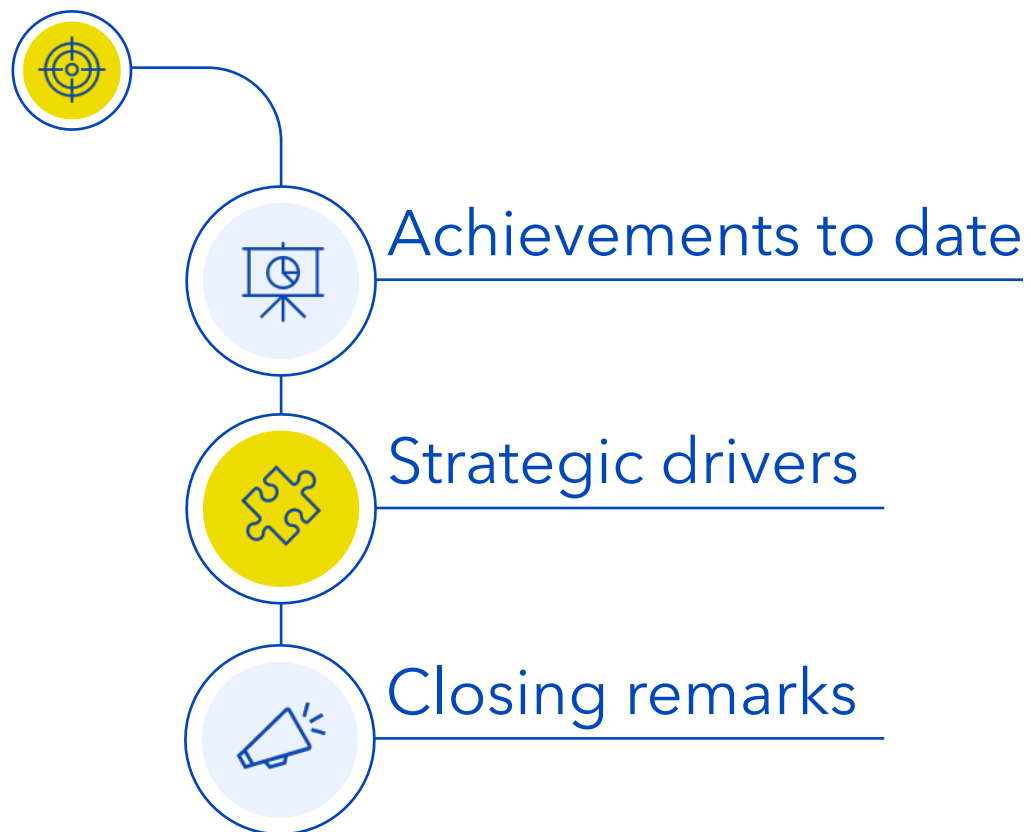 Achievements to date
Strategic drivers
Closing remarks